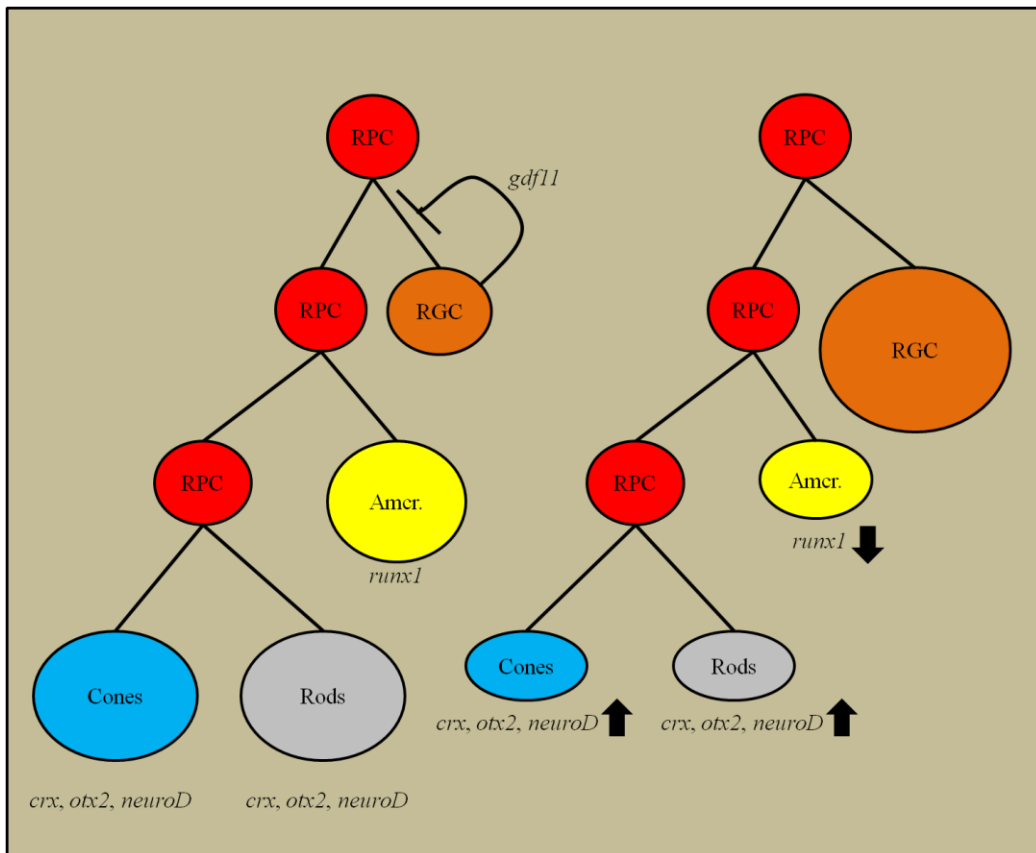 RPC
gdf11
RPC
RGC
RPC
Amcr.
runx1
Cones
Rods
crx, otx2, neuroD
crx, otx2, neuroD
RPC
RPC
RGC
RPC
Amcr.
runx1
Cones
Rods
crx, otx2, neuroD
crx, otx2, neuroD